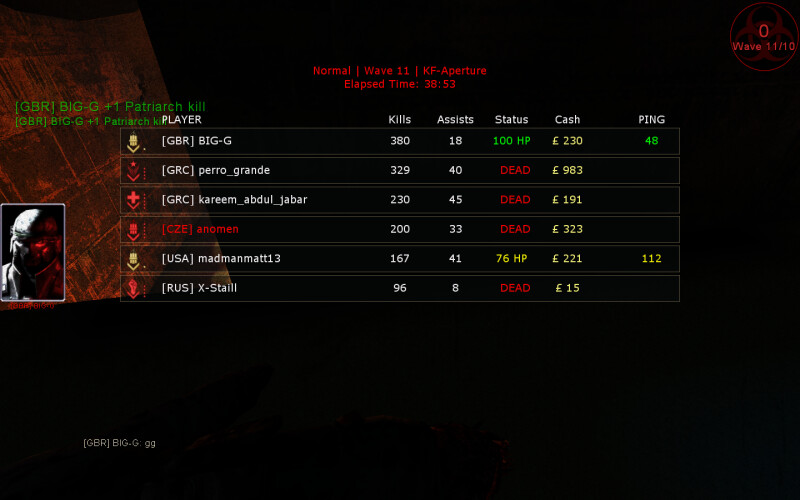 0
Wave 11/10
Normal | Wave 11 | KF-Aperture
Elapsed Time: 38:53
[GBR] BIG-G +1 Patriarch kill
[GBR] BIG-G +1 Patriarch kill
PLAYER Kills Assists Status Cash PING
[GBR] BIG-G 380 18 100 HP £ 230 48
[GRC] perro_grande 329 40 DEAD £ 983
[GRC] kareem_abdul_jabar 230 45 DEAD £ 191
[CZE] anomen 200 33 DEAD £ 323
[USA] madmanmatt13 167 41 76 HP £ 221 112
[RUS] X-Staill 96 8 DEAD £ 15
[GBR] BIG-G: gg